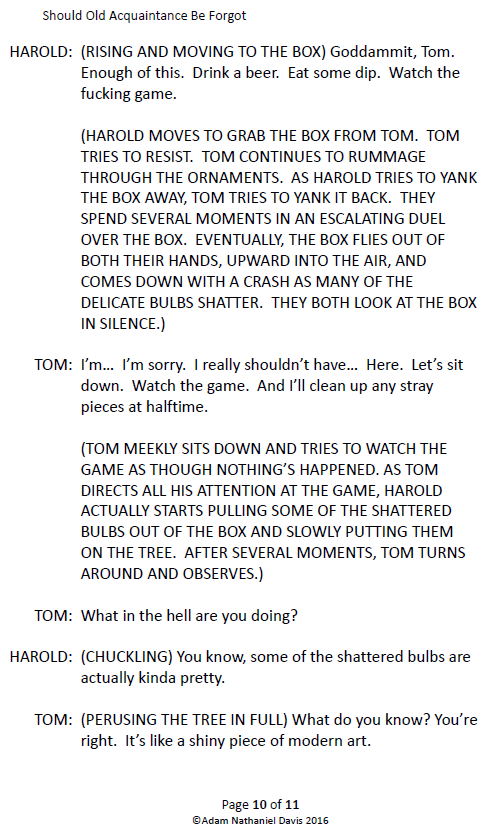 Should Old Acquaintance Be Forgot
HAROLD: (RISING AND MOVING TO THE BOX) Goddammit, Tom.
Enough of this. Drink a beer. Eat some dip. Watch the
fucking game.
(HAROLD MOVES TO GRAB THE BOX FROM TOM. TOM
TRIES TO RESIST. TOM CONTINUES TO RUMMAGE
THROUGH THE ORNAMENTS. AS HAROLD TRIES TO YANK
THE BOX AWAY, TOM TRIES TO YANK IT BACK. THEY
SPEND SEVERAL MOMENTS IN AN ESCALATING DUEL
OVER THE BOX. EVENTUALLY, THE BOX FLIES OUT OF
BOTH THEIR HANDS, UPWARD INTO THE AIR, AND
COMES DOWN WITH A CRASH AS MANY OF THE
DELICATE BULBS SHATTER. THEY BOTH LOOK AT THE BOX
IN SILENCE.)
TOM: I'm… I'm sorry. I really shouldn't have… Here. Let's sit
down. Watch the game. And I'll clean up any stray
pieces at halftime.
(TOM MEEKLY SITS DOWN AND TRIES TO WATCH THE
GAME AS THOUGH NOTHING'S HAPPENED. AS TOM
DIRECTS ALL HIS ATTENTION AT THE GAME, HAROLD
ACTUALLY STARTS PULLING SOME OF THE SHATTERED
BULBS OUT OF THE BOX AND SLOWLY PUTTING THEM
ON THE TREE. AFTER SEVERAL MOMENTS, TOM TURNS
AROUND AND OBSERVES.)
TOM: What in the hell are you doing?
HAROLD: (CHUCKLING) You know, some of the shattered bulbs are
actually kinda pretty.
TOM: (PERUSING THE TREE IN FULL) What do you know? You're
right. It's like a shiny piece of modern art.
Page 10 of 11
©Adam Nathaniel Davis 2016